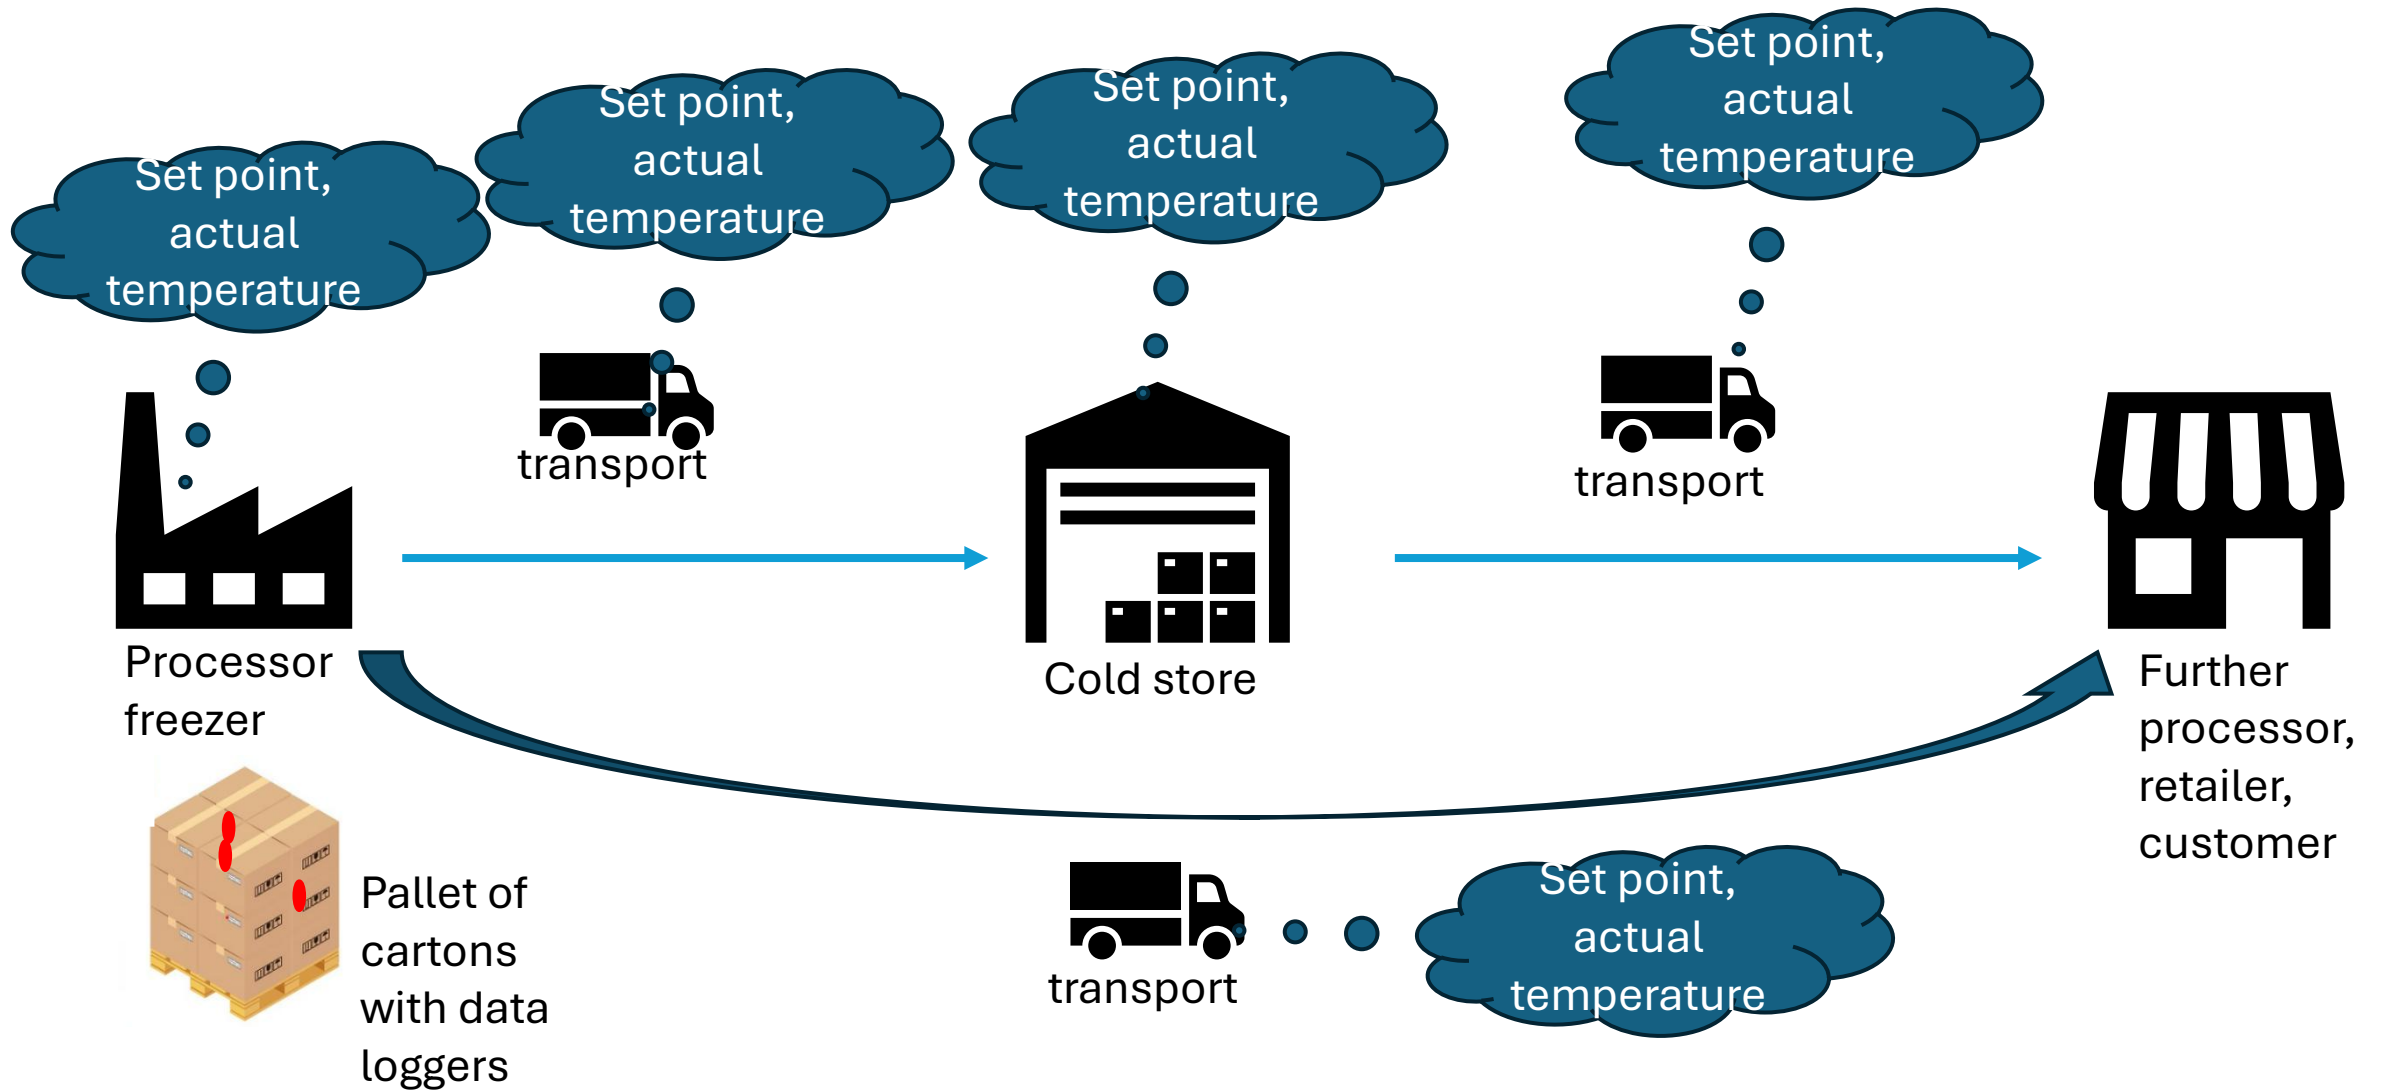 Set point,
actual
temperature
Set point,
actual
temperature
Set point,
actual
temperature
Set point,
actual
temperature
transport
transport
Processor
freezer
Cold store
Further
processor,
retailer,
customer
Pallet of
cartons
with data
loggers
transport
Set point,
actual
temperature